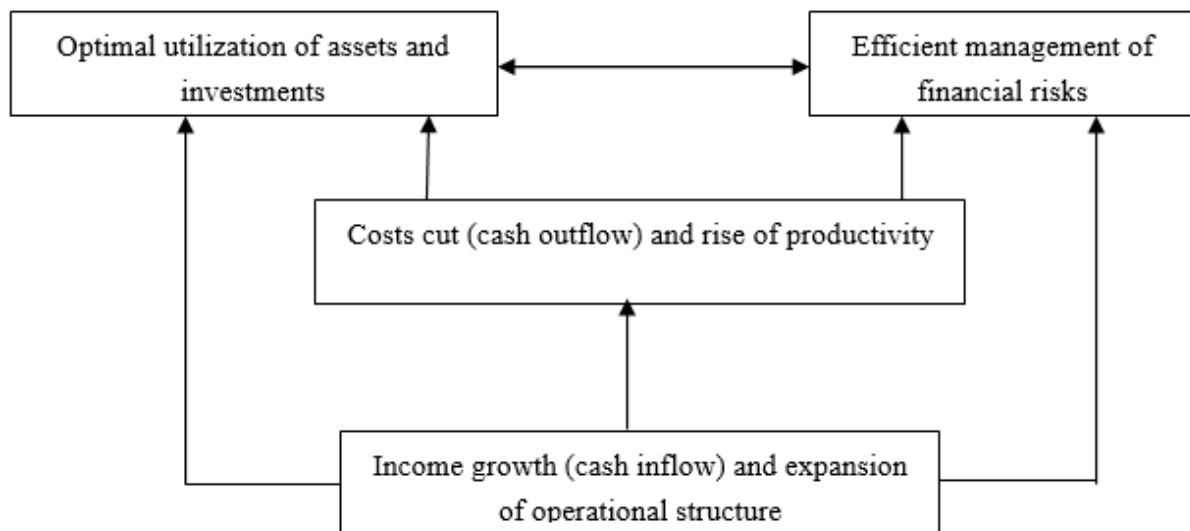 Optimal utilization of assets and
investments
Efficient management of
financial risks
Costs cut (cash outflow) and rise of productivity
Income growth (cash inflow) and expansion
of operational structure